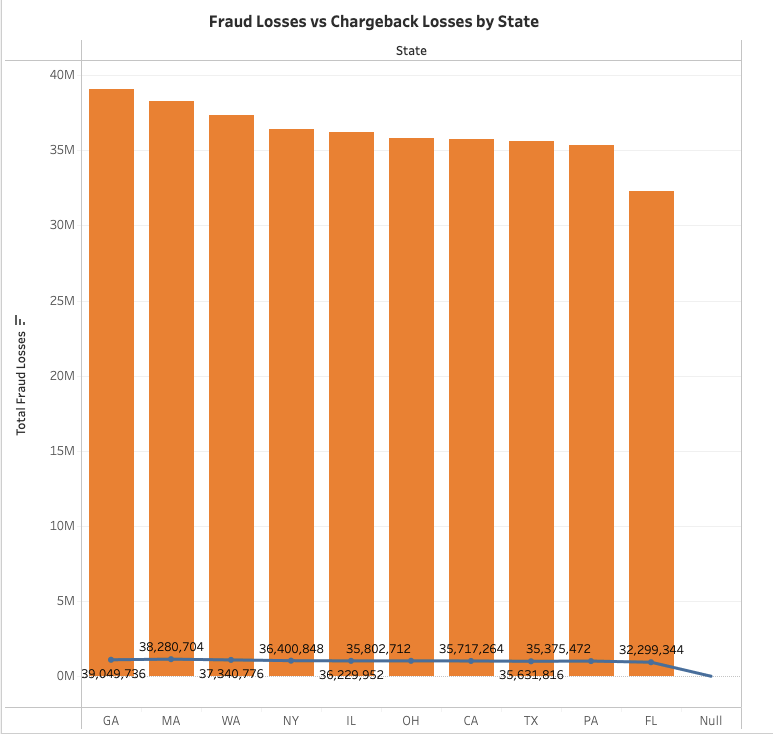 Fraud Losses vs Chargeback Losses by State
State
40M
35M
30M
25M
20M
15M
10M
5M
0M
Total Fraud Losses
38,280,704 36,400,848 35,802,712 35,717,264 35,375,472 32,299,344
39,049,736 37,340,776 36,229,952 35,631,816
GA MA WA NY IL OH CA TX PA FL Null